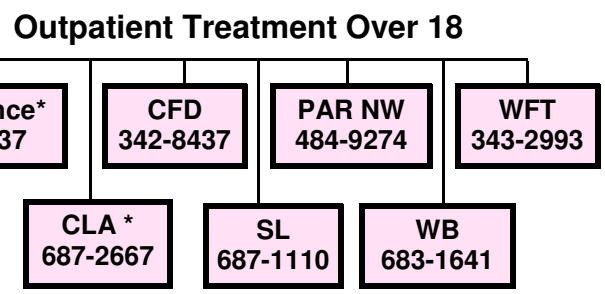 Outpatient Treatment Over 18
nce*
37
CFD
342-8437
PAR NW
484-9274
WFT
343-2993
CLA *
687-2667
SL
687-1110
WB
683-1641